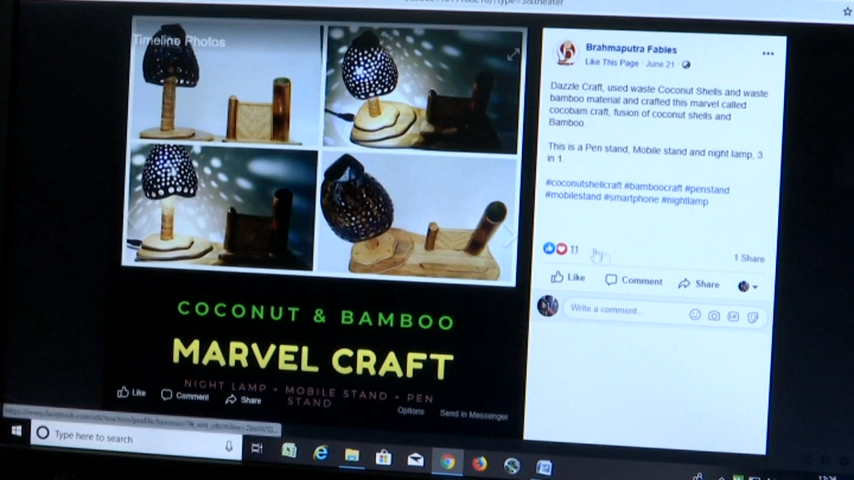 Timeline Photos
COCONUT & BAMBOO
MARVEL CRAFT
NIGHT LAMP + MOBILE STAND + PEN
STAND
Like Comment Share
Options Send in Messenger
Brahmaputra Fables
Like This Page · June 21 ·
Dazzle Craft, used waste Coconut Shells and waste
bamboo material and crafted this marvel called
cocobam craft, fusion of coconut shells and
Bamboo.
This is a Pen stand, Mobile stand and night lamp, 3
in 1.
#coconutshellcraft #bamboocraft #penstand
#mobilestand #smartphone #nightlamp
11
1 Share
Like Comment Share
Write a comment...
Type here to search